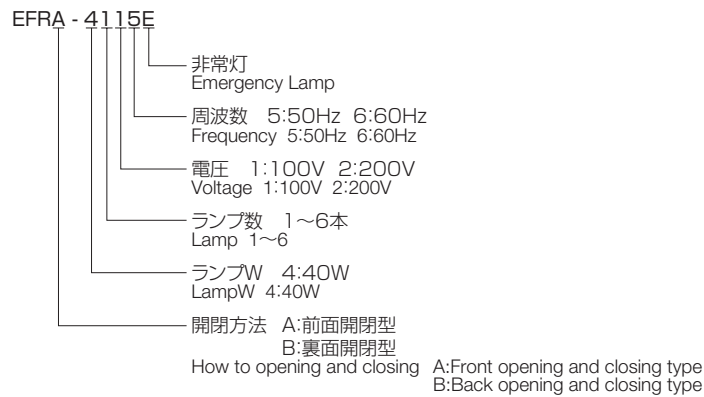 EFRA - 4115E
非常灯
Emergency Lamp
周波数　5:50Hz 6:60Hz
Frequency 5:50Hz 6:60Hz
電圧　1:100V 2:200V
Voltage 1:100V 2:200V
ランプ数　1～6本
Lamp 1～6
ランプW　4:40W
LampW 4:40W
開閉方法　A:前面開閉型
B:裏面開閉型
How to opening and closing A:Front opening and closing type
B:Back opening and closing type